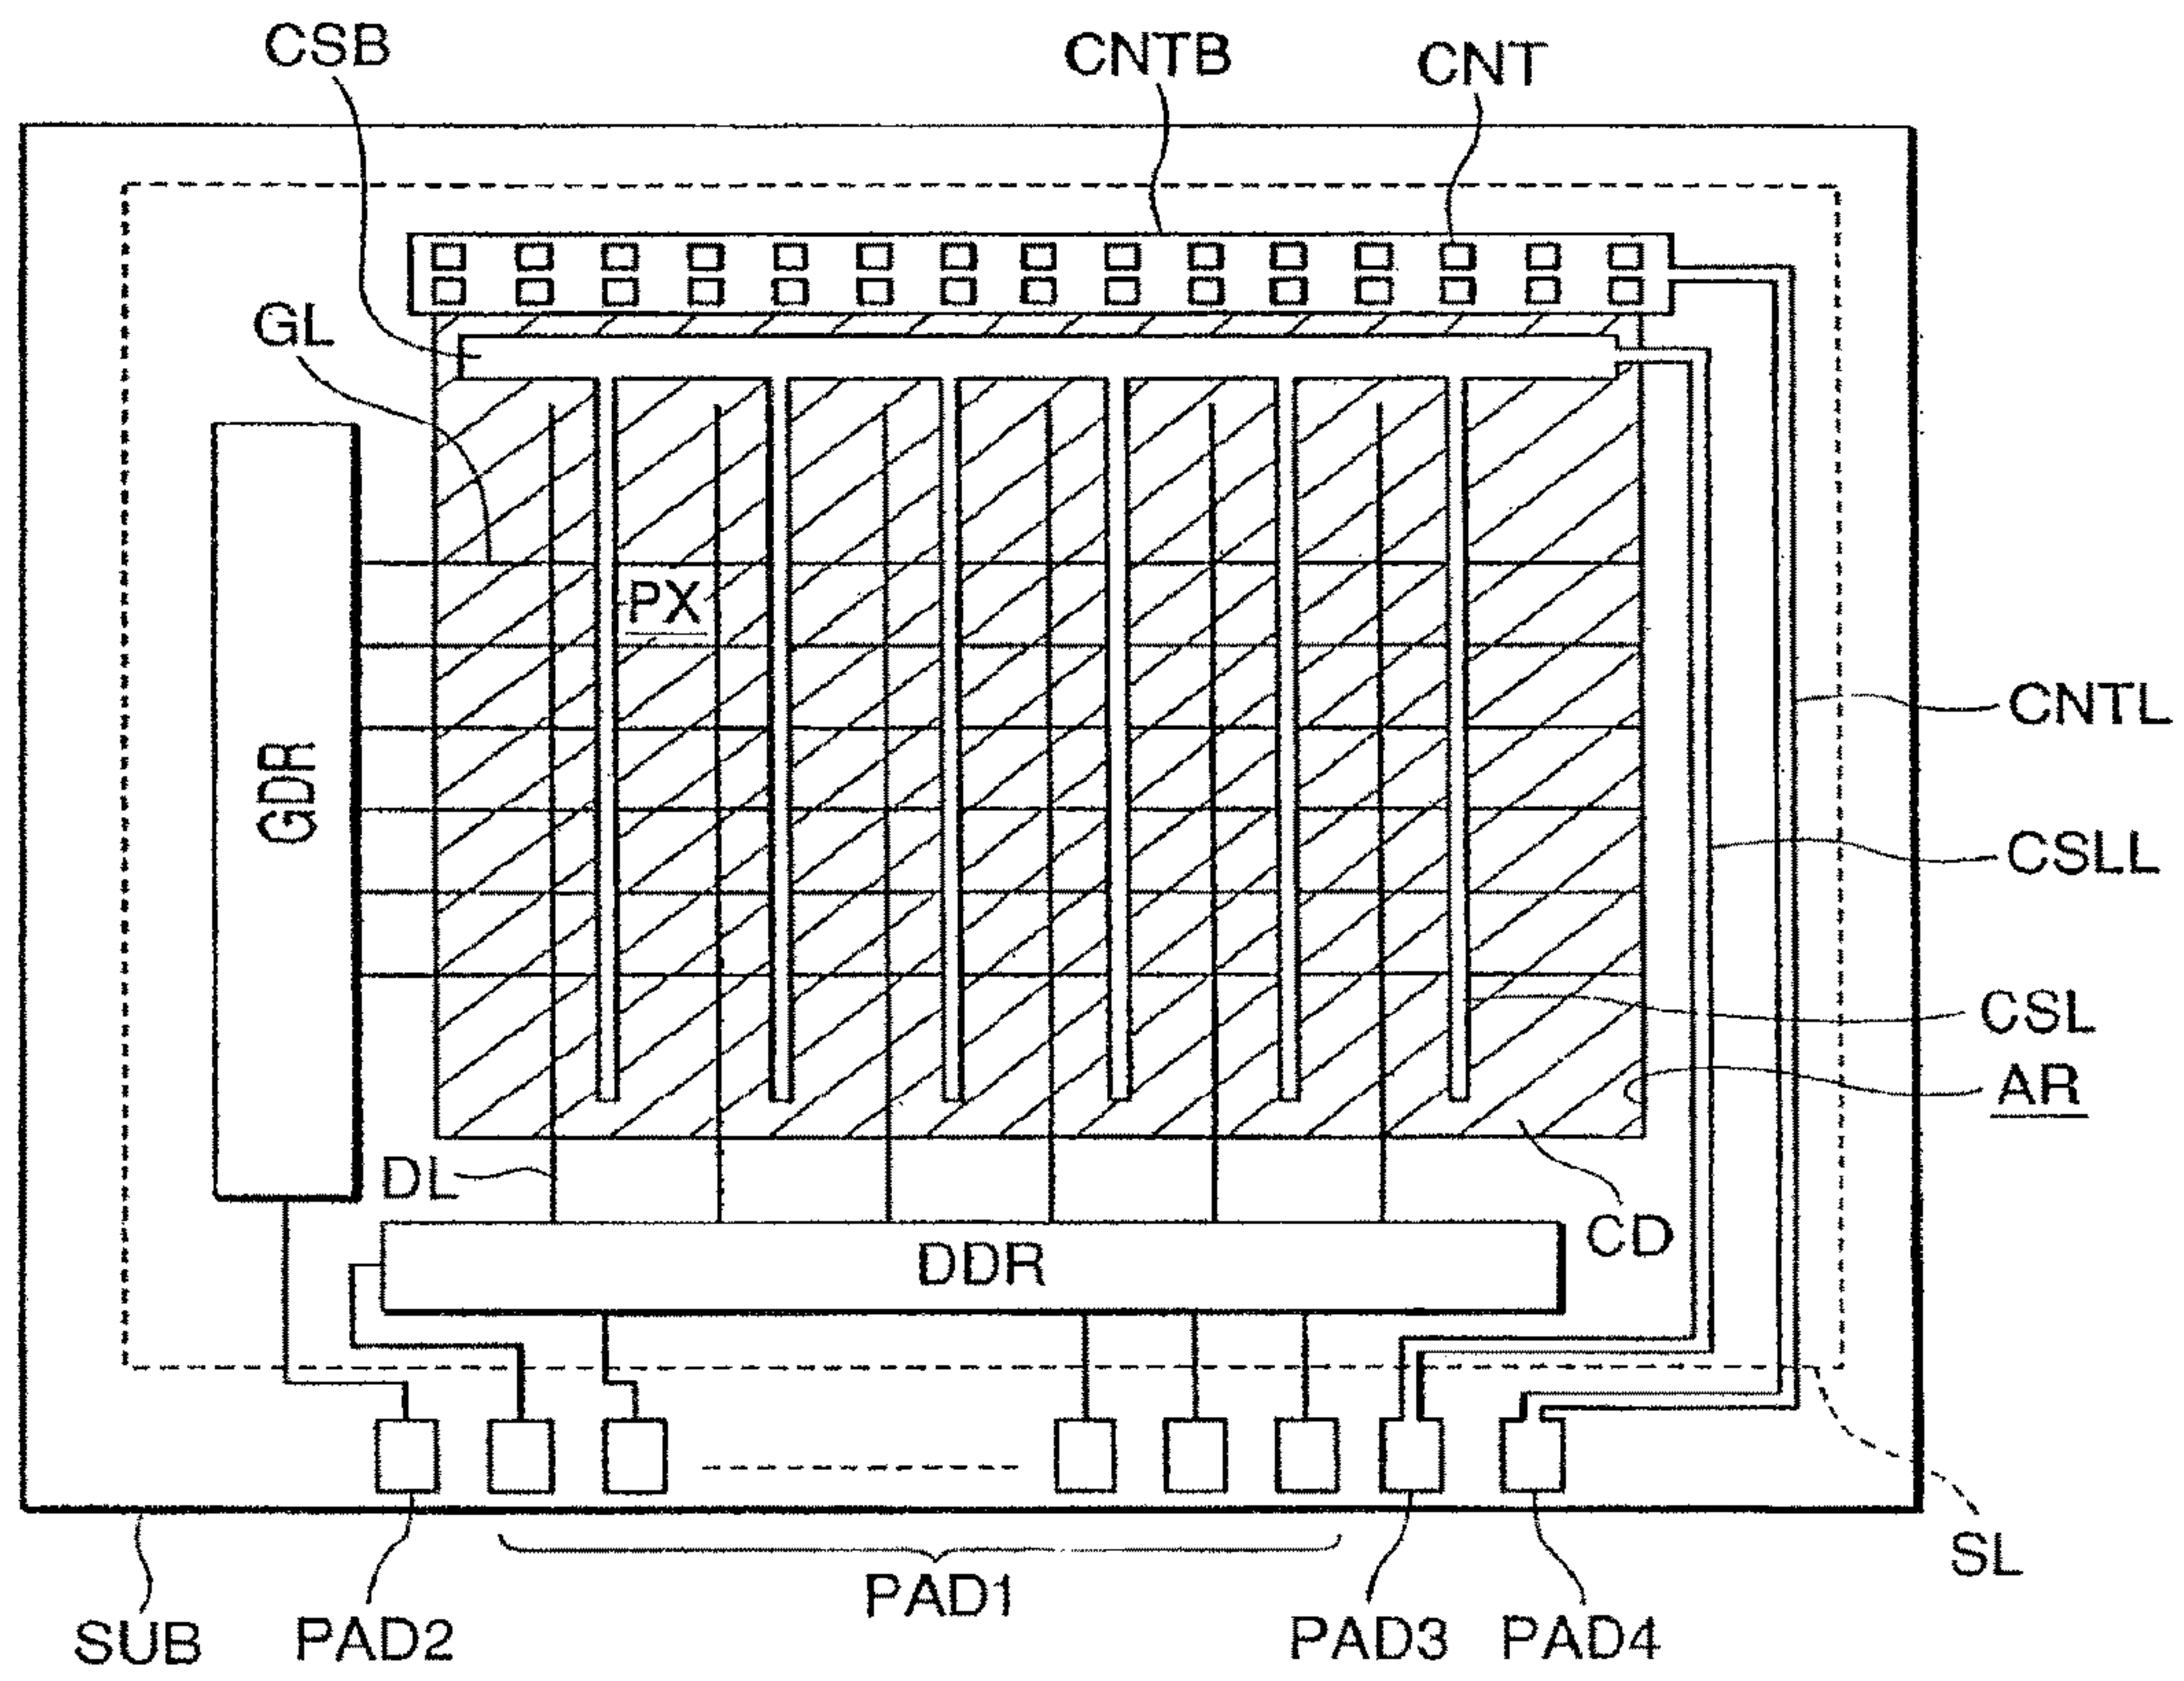 CSB
CNTB
CNT
GL
PX
GDR
CNTL
CSLL
CSL
AR
DL
CD
DDR
SL
PAD1
SUB
PAD2
PAD3
PAD4